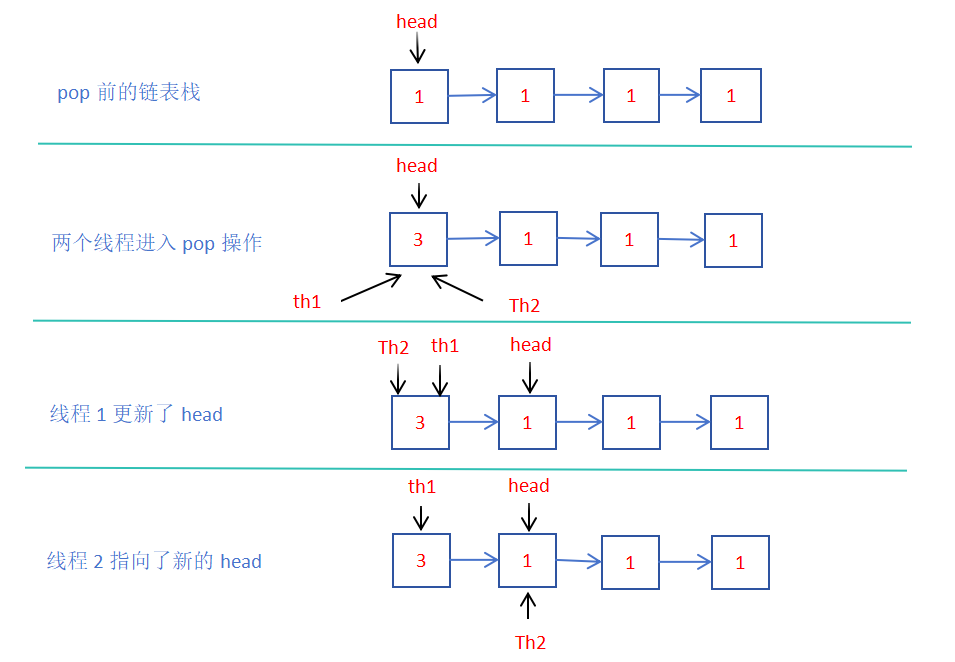 head
pop 前的链表栈
1 1 1 1
head
两个线程进入 pop 操作
3 1 1 1
th1 Th2
Th2 th1 head
线程 1 更新了 head
3 1 1 1
th1 head
线程 2 指向了新的 head
3 1 1 1
Th2